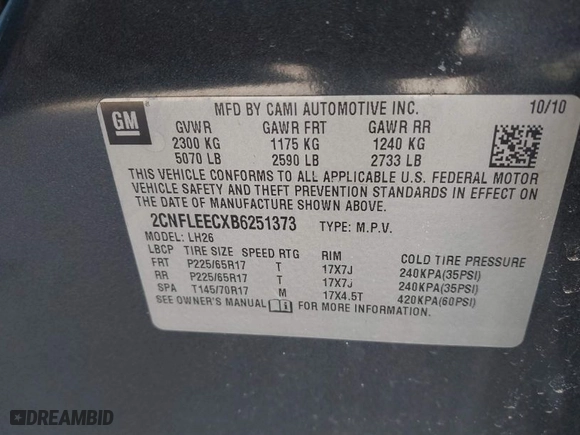 GM
MFD BY CAMI AUTOMOTIVE INC. 10/10
GVWR GAWR FRT GAWR RR
2300 KG 1175 KG 1240 KG
5070 LB 2590 LB 2733 LB
THIS VEHICLE CONFORMS TO ALL APPLICABLE U.S. FEDERAL MOTOR
VEHICLE SAFETY AND THEFT PREVENTION STANDARDS IN EFFECT ON
THE DATE OF MANUFACTURE SHOWN ABOVE.
2CNFLEECXB6251373 TYPE: M.P.V.
MODEL: LH26
LBCP TIRE SIZE SPEED RTG RIM COLD TIRE PRESSURE
FRT P225/65R17 T 17X7J 240KPA(35PSI)
RR P225/65R17 T 17X7J 240KPA(35PSI)
SPA T145/70R17 M 17X4.5T 420KPA(60PSI)
SEE OWNER'S MANUAL FOR MORE INFORMATION.
DREAMBID